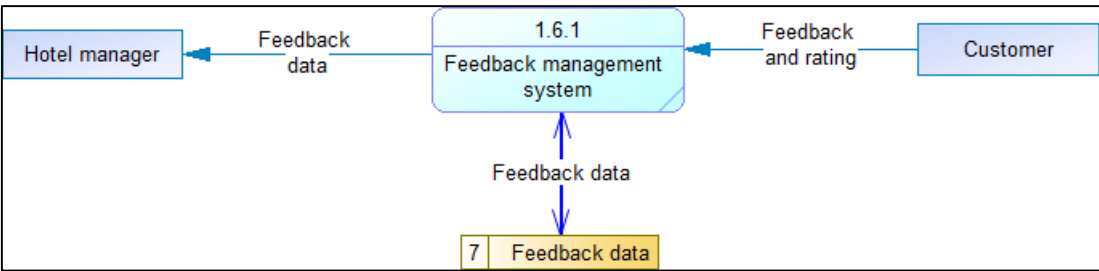 Hotel manager
Feedback
data
1.6.1
Feedback management
system
Feedback
and rating
Customer
Feedback data
7 Feedback data